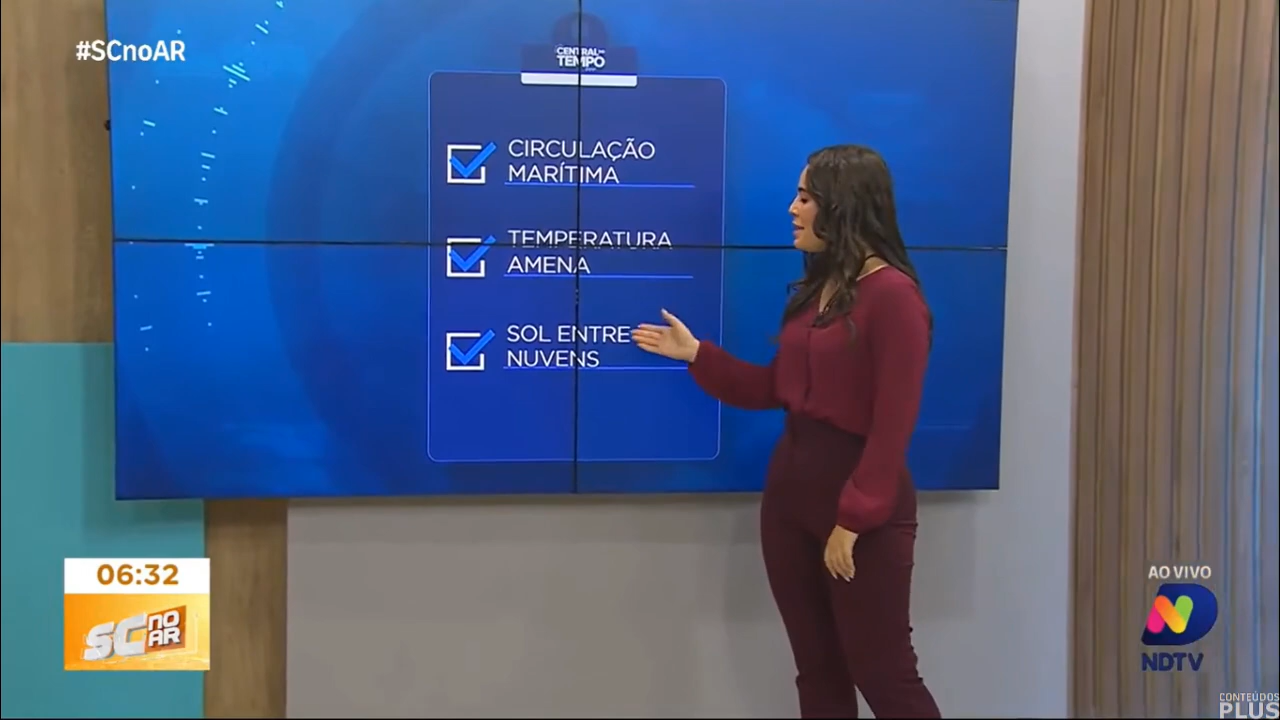 #SCnoAR
CENTRAL DO
TEMPO
CIRCULAÇÃO
MARÍTIMA
TEMPERATURA
AMENA
SOL ENTRE
NUVENS
06:32
SC NO
AR
AO VIVO
N
NDTV
CONTEÚDOS
PLUS